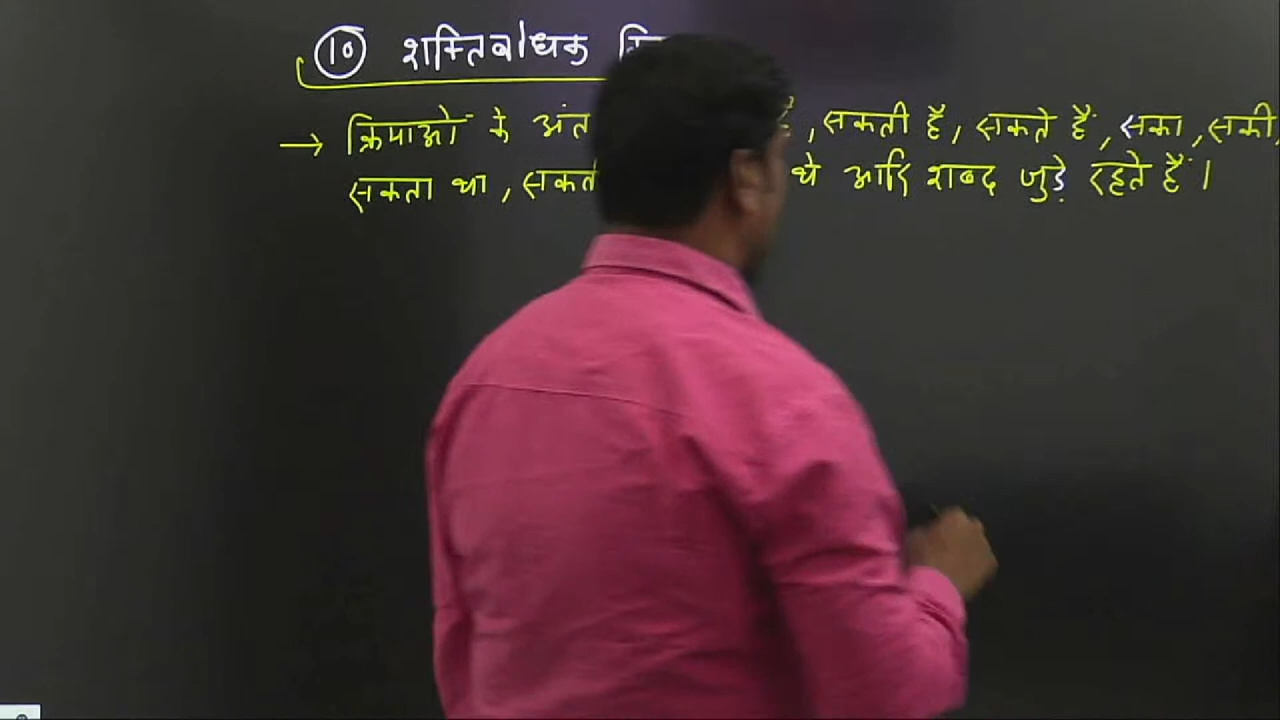 ⑩ शक्तिबोधक
→ क्रियाओं के अंत , सकती हैं, सकते हैं, सका, सकी,
सकता था, सकते थे आदि शब्द जुड़े रहते हैं।